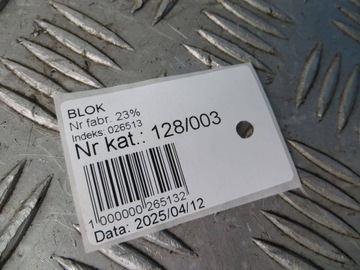 BLOK
Nr fabr. 23%
Indeks: 026513
Nr kat.: 128/003
1 000000 265132
Data: 2025/04/12